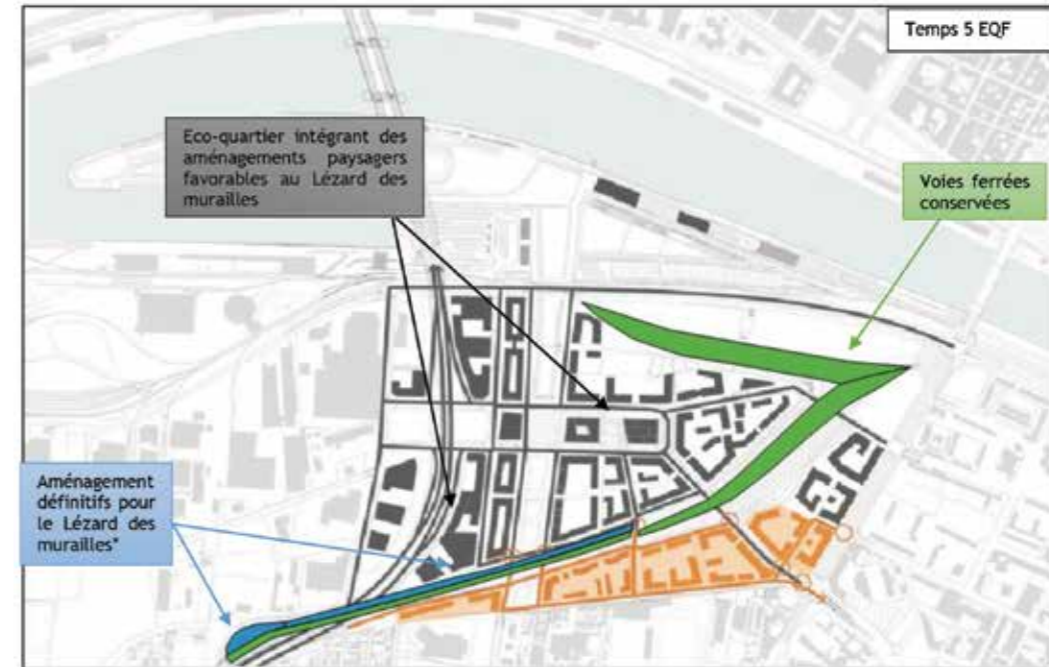 Temps 5 EQF
Eco-quartier intégrant des
aménagements paysagers
favorables au Lézard des
murailles
Voies ferrées
conservées
Aménagement
définitifs pour
le Lézard des
murailles*